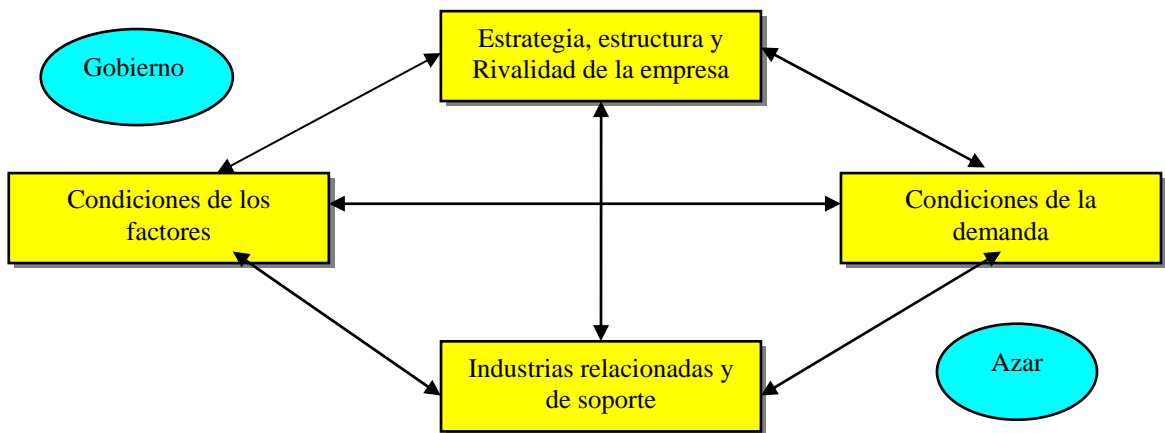 Estrategia, estructura y
Rivalidad de la empresa
Gobierno
Condiciones de los
factores
Condiciones de la
demanda
Industrias relacionadas y
de soporte
Azar